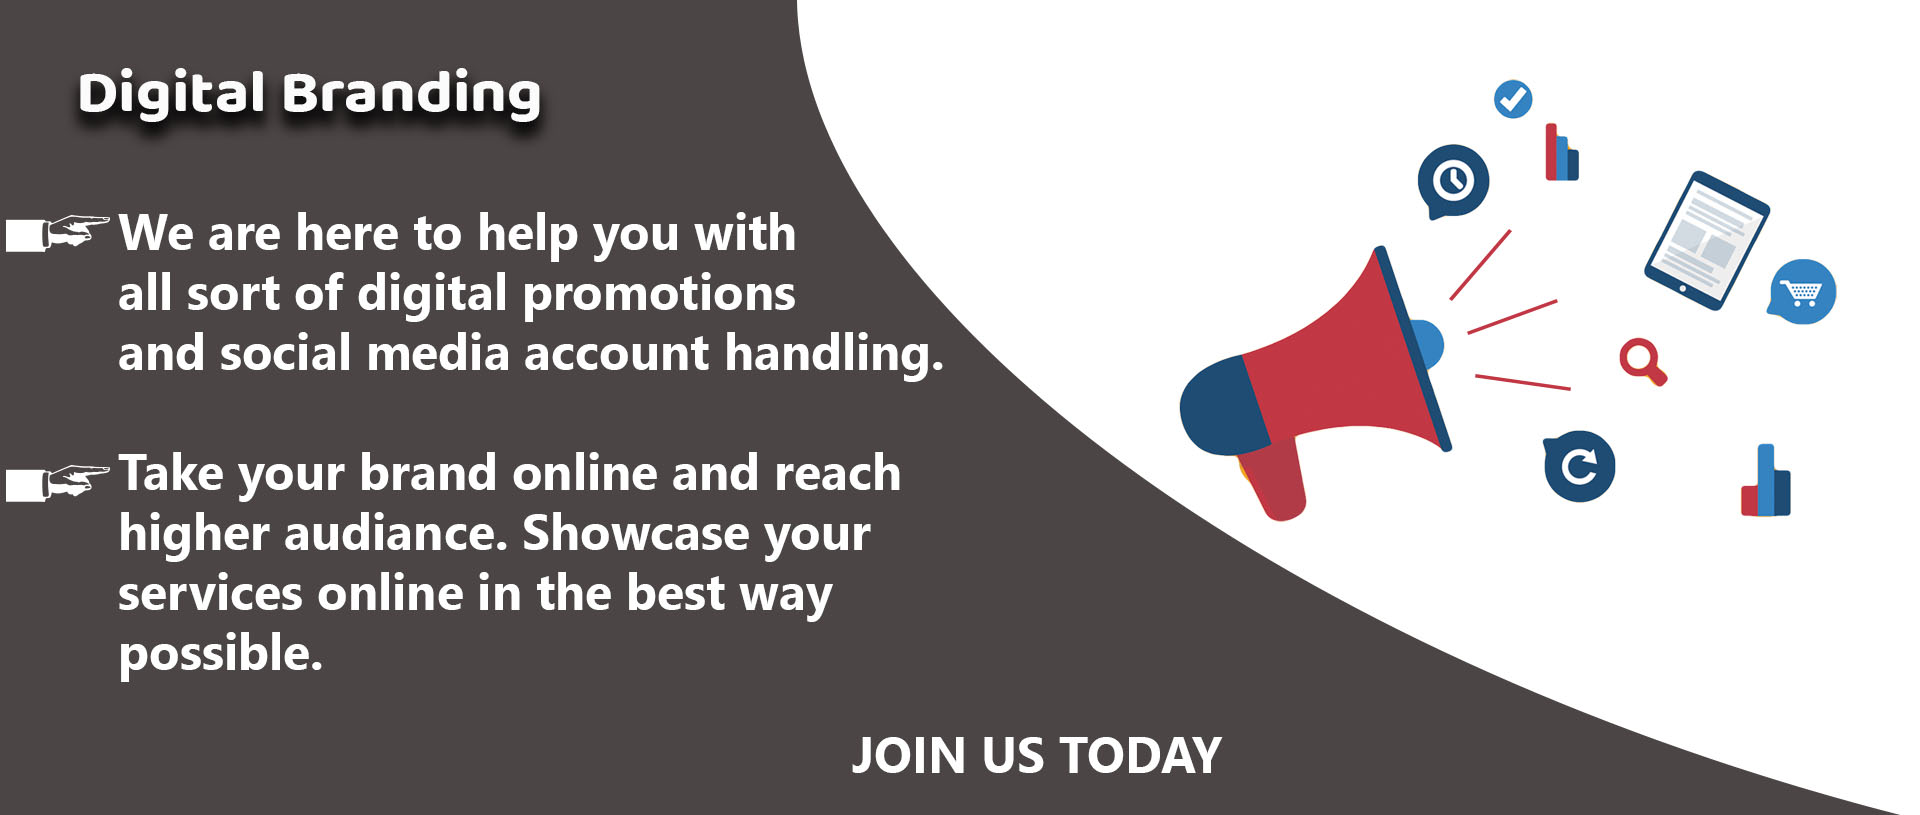 Digital Branding
We are here to help you with
all sort of digital promotions
and social media account handling.
Take your brand online and reach
higher audiance. Showcase your
services online in the best way
possible.
JOIN US TODAY